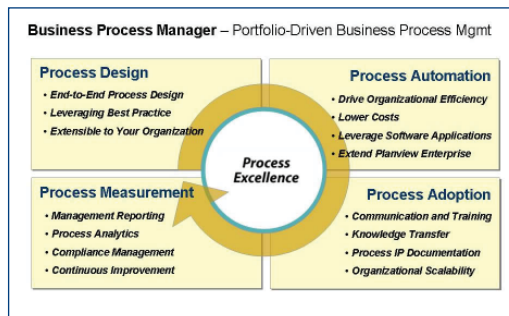 Business Process Manager – Portfolio-Driven Business Process Mgmt
Process Design
• End-to-End Process Design
• Leveraging Best Practice
• Extensible to Your Organization
Process Automation
• Drive Organizational Efficiency
• Lower Costs
• Leverage Software Applications
• Extend Planview Enterprise
Process
Excellence
Process Measurement
• Management Reporting
• Process Analytics
• Compliance Management
• Continuous Improvement
Process Adoption
• Communication and Training
• Knowledge Transfer
• Process IP Documentation
• Organizational Scalability